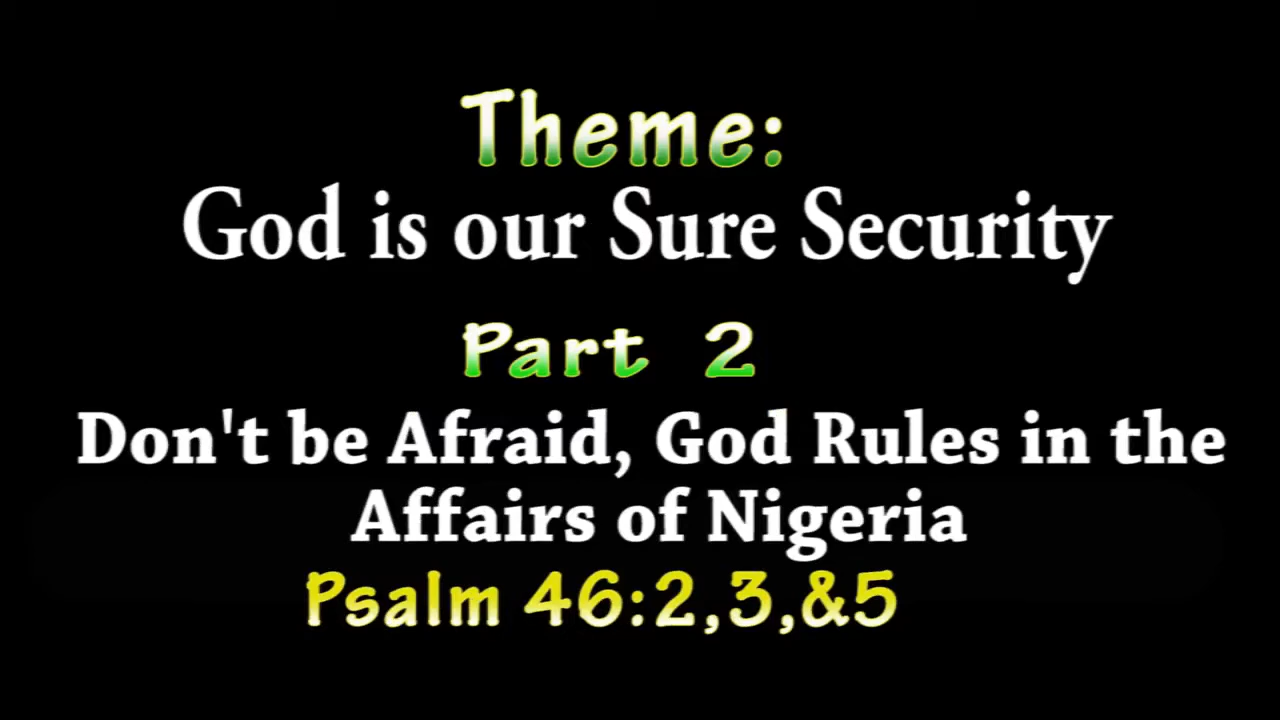 Theme:
God is our Sure Security
Part 2
Don't be Afraid, God Rules in the
Affairs of Nigeria
Psalm 46:2,3,&5